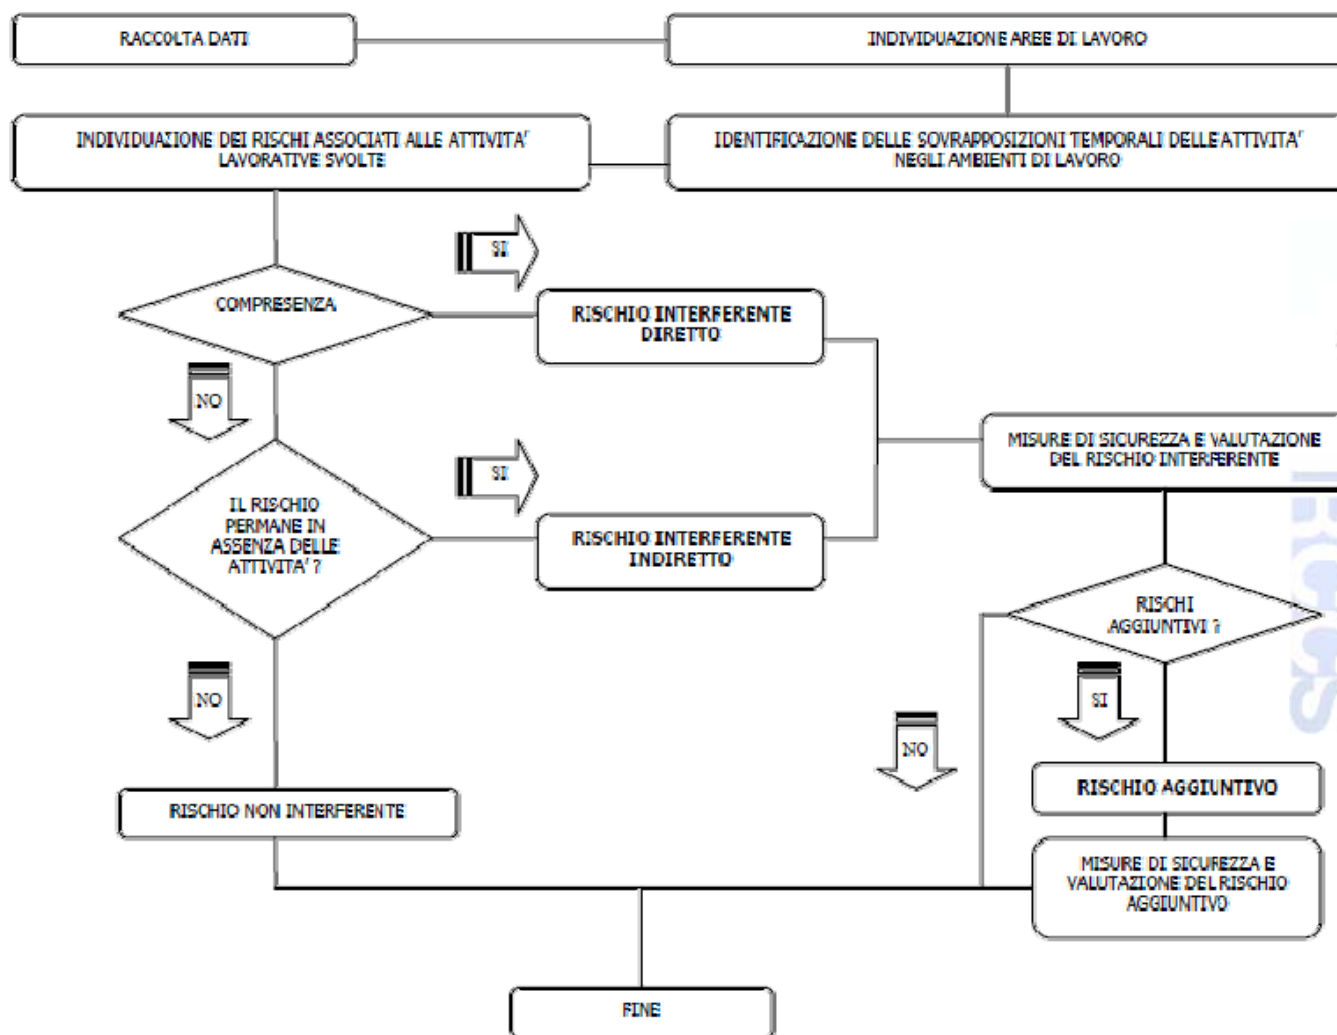 RACCOLTA DATI
INDIVIDUAZIONE AREE DI LAVORO
INDIVIDUAZIONE DEI RISCHI ASSOCIATI ALLE ATTIVITA'
LAVORATIVE SVOLTE
IDENTIFICAZIONE DELLE SOVRAPPOSIZIONI TEMPORALI DELLE ATTIVITA'
NEGLI AMBIENTI DI LAVORO
SI
COMPRESENZA
RISCHIO INTERFERENTE
DIRETTO
NO
MISURE DI SICUREZZA E VALUTAZIONE
DEL RISCHIO INTERFERENTE
SI
IL RISCHIO
PERMANE IN
ASSENZA DELLE
ATTIVITA' ?
RISCHIO INTERFERENTE
INDIRETTO
IRCCS
RISCHI
AGGIUNTIVI ?
NO
SI
NO
RISCHIO AGGIUNTIVO
RISCHIO NON INTERFERENTE
MISURE DI SICUREZZA E
VALUTAZIONE DEL RISCHIO
AGGIUNTIVO
FINE